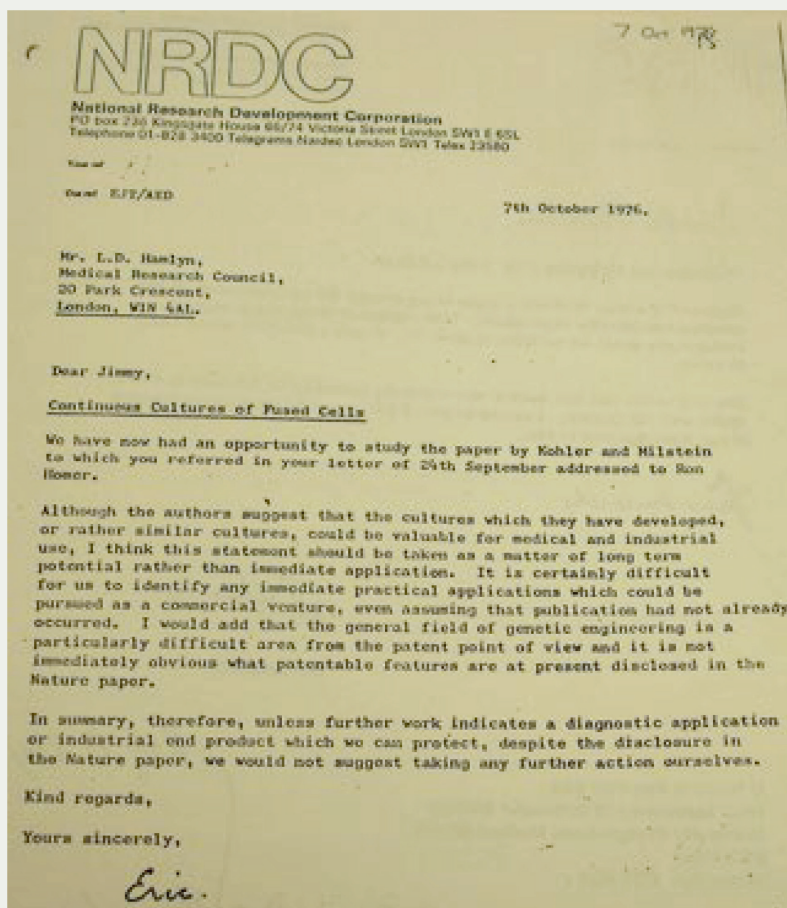 7 Oct 197
NRDC
National Research Development Corporation
PO box 236 Kingsgate House 66/74 Victoria Street London SW1 E 6SL
Telephone 01-828 3400 Telegrams Nardec London SW1 Telex 23580
Your ref
Our ref EJT/AED
7th October 1976.
Mr. L.D. Hamlyn,
Medical Research Council,
20 Park Crescent,
London, W1N 4AL.
Dear Jimmy,
Continuous Cultures of Fused Cells
We have now had an opportunity to study the paper by Kohler and Milstein
to which you referred in your letter of 24th September addressed to Ron
Homer.
Although the authors suggest that the cultures which they have developed,
or rather similar cultures, could be valuable for medical and industrial
use, I think this statement should be taken as a matter of long term
potential rather than immediate application. It is certainly difficult
for us to identify any immediate practical applications which could be
pursued as a commercial venture, even assuming that publication had not already
occurred. I would add that the general field of genetic engineering is a
particularly difficult area from the patent point of view and it is not
immediately obvious what patentable features are at present disclosed in the
Nature paper.
In summary, therefore, unless further work indicates a diagnostic application
or industrial end product which we can protect, despite the disclosure in
the Nature paper, we would not suggest taking any further action ourselves.
Kind regards,
Yours sincerely,
Eric.